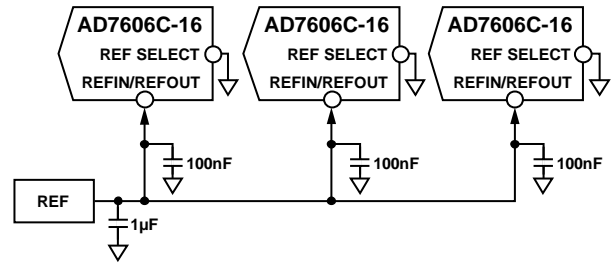 AD7606C-16 AD7606C-16 AD7606C-16
REF SELECT REF SELECT REF SELECT
REFIN/REFOUT REFIN/REFOUT REFIN/REFOUT
100nF 100nF 100nF
REF
1µF